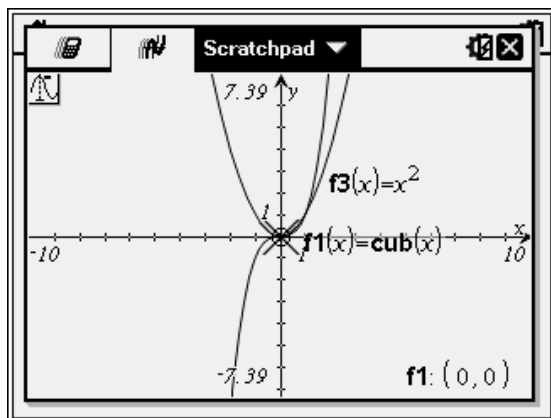 Scratchpad
7.39 y
f3(x)=x²
1
f1(x)=cub(x)
x
-10 1 10
-7.39
f1: (0,0)